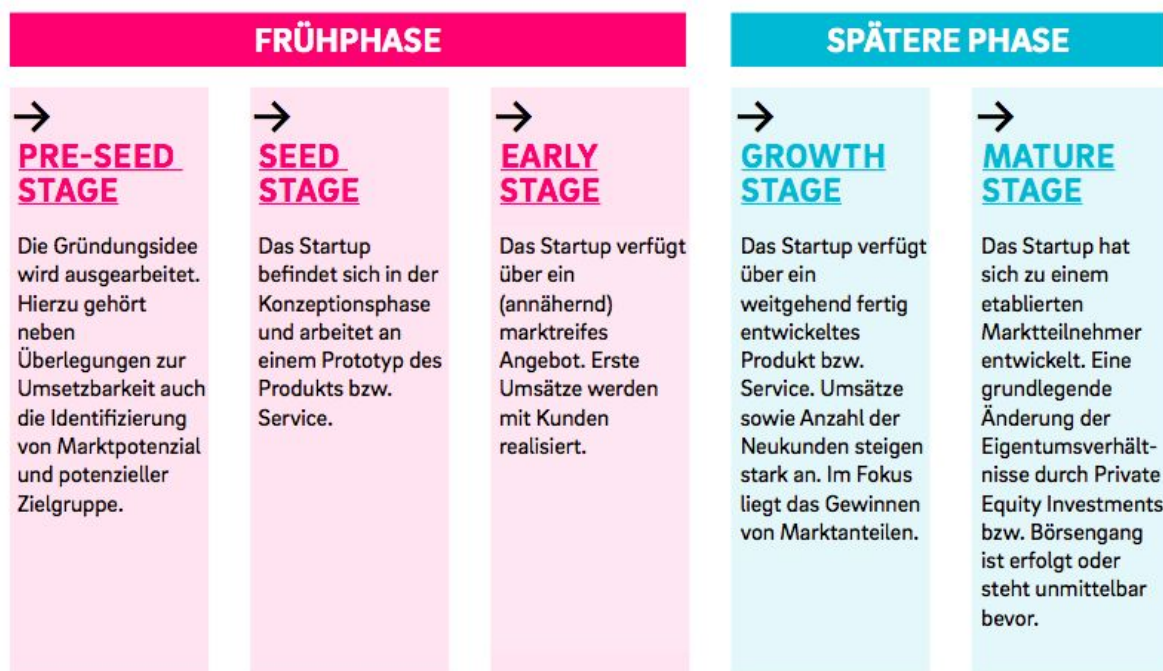 FRÜHPHASE
SPÄTERE PHASE
→
PRE-SEED
STAGE
Die Gründungsidee
wird ausgearbeitet.
Hierzu gehört
neben
Überlegungen zur
Umsetzbarkeit auch
die Identifizierung
von Marktpotenzial
und potenzieller
Zielgruppe.
→
SEED
STAGE
Das Startup
befindet sich in der
Konzeptionsphase
und arbeitet an
einem Prototyp des
Produkts bzw.
Service.
→
EARLY
STAGE
Das Startup verfügt
über ein
(annähernd)
marktreifes
Angebot. Erste
Umsätze werden
mit Kunden
realisiert.
→
GROWTH
STAGE
Das Startup verfügt
über ein
weitgehend fertig
entwickeltes
Produkt bzw.
Service. Umsätze
sowie Anzahl der
Neukunden steigen
stark an. Im Fokus
liegt das Gewinnen
von Marktanteilen.
→
MATURE
STAGE
Das Startup hat
sich zu einem
etablierten
Marktteilnehmer
entwickelt. Eine
grundlegende
Änderung der
Eigentumsverhält-
nisse durch Private
Equity Investments
bzw. Börsengang
ist erfolgt oder
steht unmittelbar
bevor.